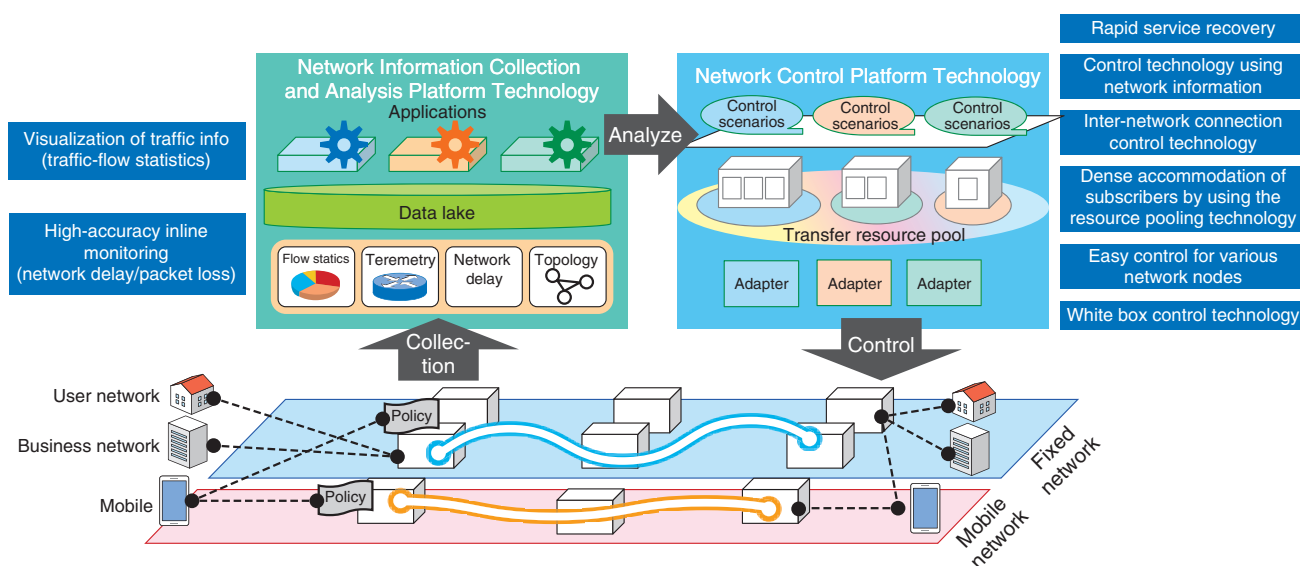 Network Information Collection
and Analysis Platform Technology
Applications
Data lake
Flow statics
Teremetry
Network
delay
Topology
Visualization of traffic info
(traffic-flow statistics)
High-accuracy inline
monitoring
(network delay/packet loss)
Analyze
Collec-
tion
Network Control Platform Technology
Control
scenarios
Control
scenarios
Control
scenarios
Transfer resource pool
Adapter
Adapter
Adapter
Control
Rapid service recovery
Control technology using
network information
Inter-network connection
control technology
Dense accommodation of
subscribers by using the
resource pooling technology
Easy control for various
network nodes
White box control technology
User network
Business network
Mobile
Policy
Policy
Fixed
network
Mobile
network